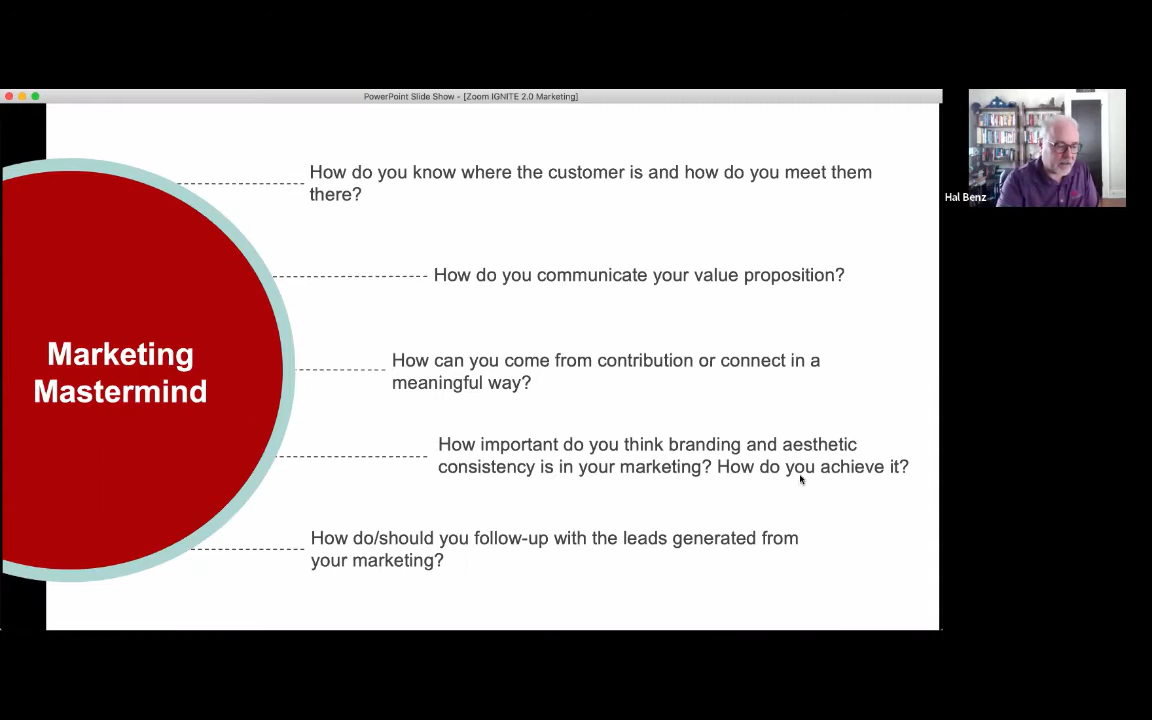 PowerPoint Slide Show - [Zoom IGNITE 2.0 Marketing]
How do you know where the customer is and how do you meet them
there?
How do you communicate your value proposition?
Marketing
Mastermind
How can you come from contribution or connect in a
meaningful way?
How important do you think branding and aesthetic
consistency is in your marketing? How do you achieve it?
How do/should you follow-up with the leads generated from
your marketing?
Hal Benz